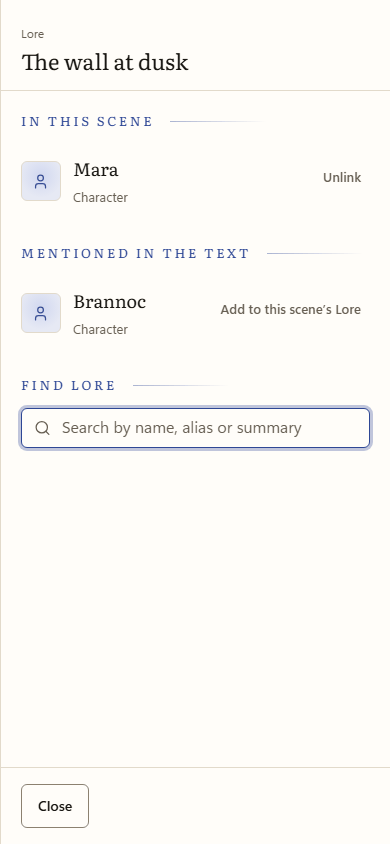 Lore
The wall at dusk
IN THIS SCENE
Mara
Character
Unlink
MENTIONED IN THE TEXT
Brannoc
Character
Add to this scene’s Lore
FIND LORE
Search by name, alias or summary
Close